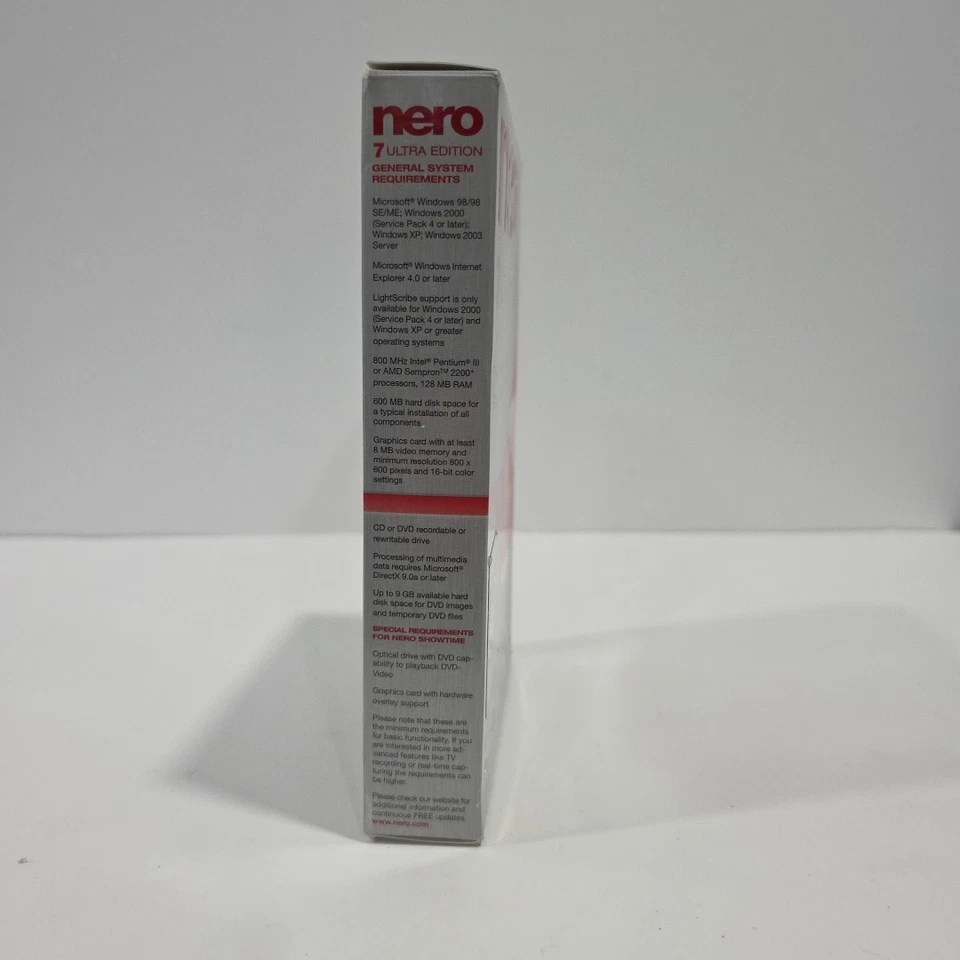 nero
7 ULTRA EDITION
GENERAL SYSTEM
REQUIREMENTS
Microsoft® Windows 98/98
SE/ME; Windows 2000
(Service Pack 4 or later);
Windows XP; Windows 2003
Server
Microsoft® Windows Internet
Explorer 4.0 or later
LightScribe support is only
available for Windows 2000
(Service Pack 4 or later) and
Windows XP or greater
operating systems
800 MHz Intel® Pentium® III
or AMD Sempron™ 2200+
processors, 128 MB RAM
600 MB hard disk space for
a typical installation of all
components.
Graphics card with at least
8 MB video memory and
minimum resolution 800 x
600 pixels and 16-bit color
settings
CD or DVD recordable or
rewritable drive
Processing of multimedia
data requires Microsoft®
DirectX 9.0a or later
Up to 9 GB available hard
disk space for DVD images
and temporary DVD files
SPECIAL REQUIREMENTS
FOR NERO SHOWTIME
Optical drive with DVD cap-
ability to playback DVD-
Video
Graphics card with hardware
overlay support
Please note that these are
the minimum requirements
for basic functionality. If you
are interested in more ad-
vanced features like TV
recording or real-time cap-
turing the requirements can
be higher.
Please check our website for
additional information and
continuous FREE updates.
www.nero.com